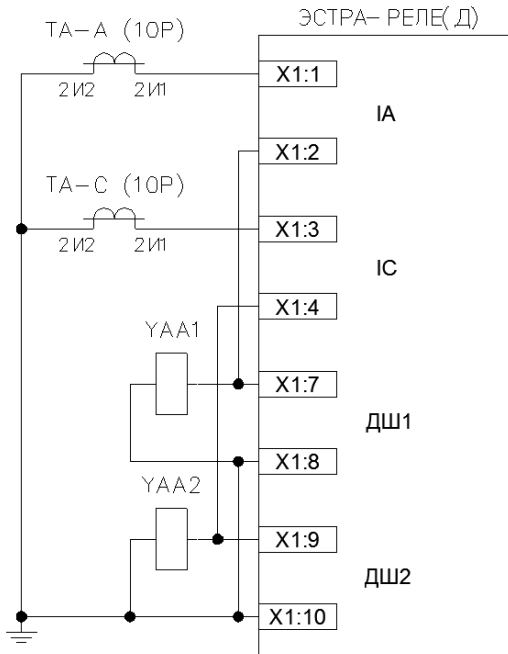 ЭСТРА-РЕЛЕ(Д)
ТА-А (10Р)
X1:1
2И2 2И1
IA
X1:2
ТА-С (10Р)
X1:3
2И2 2И1
IC
X1:4
YAA1
X1:7
ДШ1
X1:8
YAA2
X1:9
ДШ2
X1:10